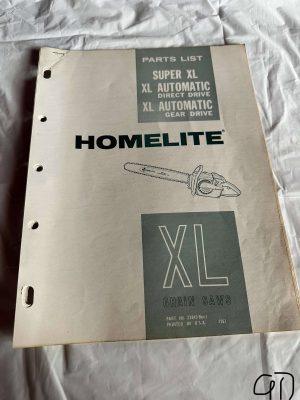 PARTS LIST
SUPER XL
XL AUTOMATIC
DIRECT DRIVE
XL AUTOMATIC
GEAR DRIVE
HOMELITE®
XL
CHAIN SAWS
PRINTED IN U.S.A.